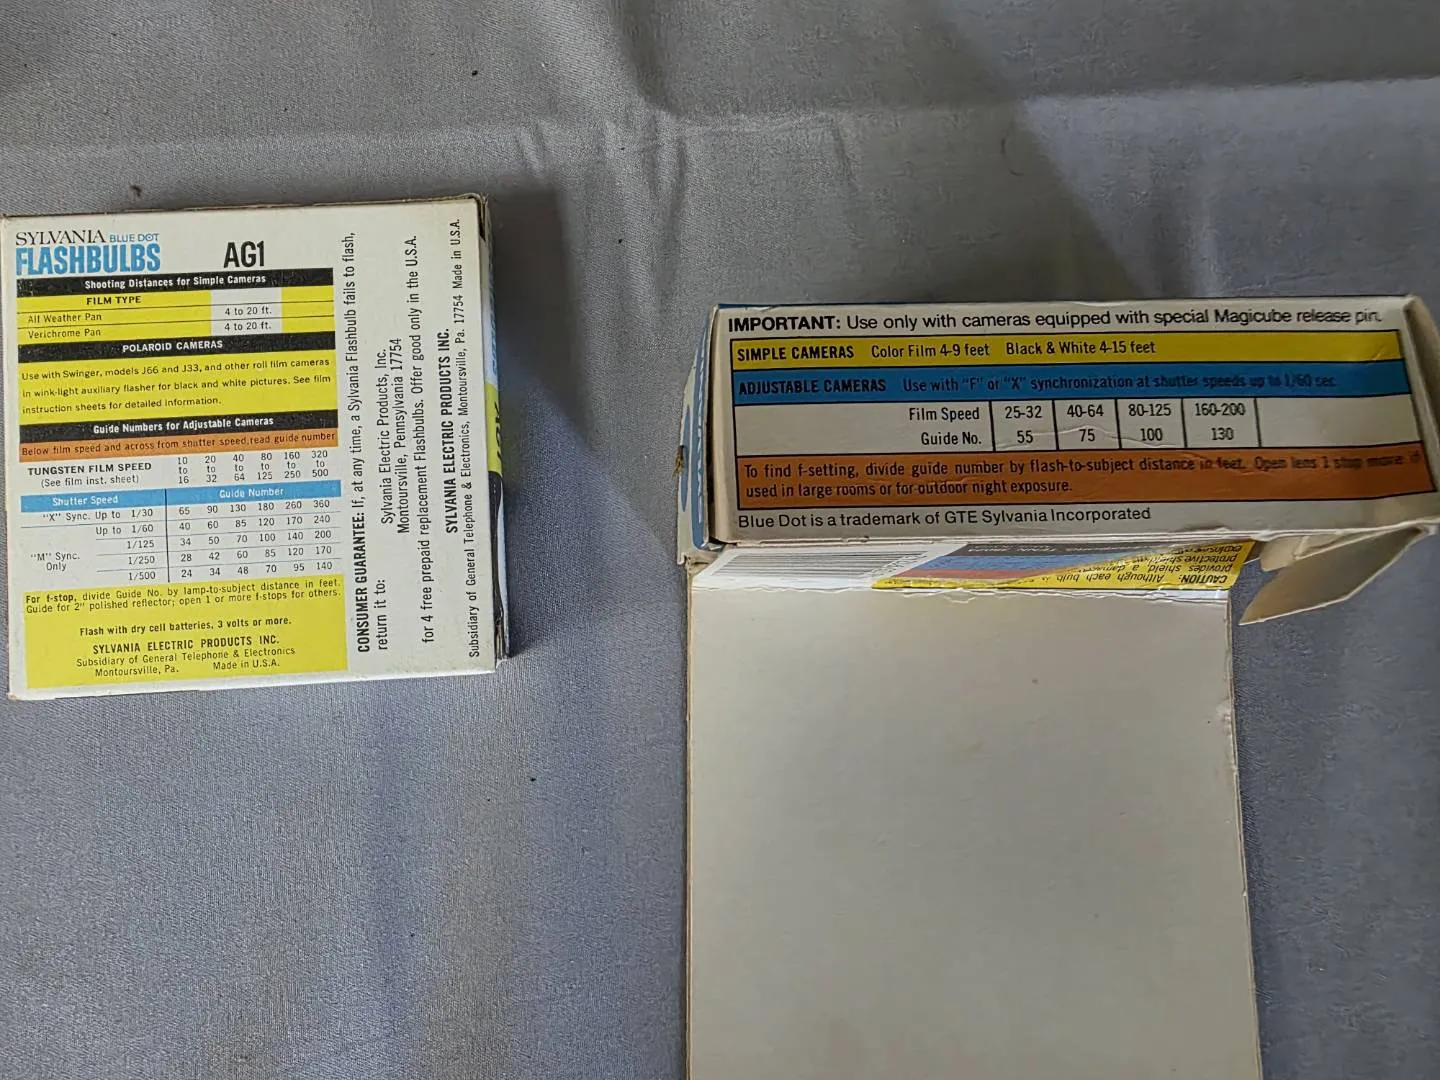 SYLVANIA BLUE DOT
FLASHBULBS AG1
Shooting Distances for Simple Cameras
FILM TYPE
All Weather Pan 4 to 20 ft.
Verichrome Pan 4 to 20 ft.
POLAROID CAMERAS
Use with Swinger, models J66 and J33, and other roll film cameras
in wink-light auxiliary flasher for black and white pictures. See film
instruction sheets for detailed information.
Guide Numbers for Adjustable Cameras
Below film speed and across from shutter speed, read guide number
TUNGSTEN FILM SPEED 10 20 40 80 160 320
(See film inst. sheet) to to to to to to
16 32 64 125 250 500
Shutter Speed Guide Number
"X" Sync. Up to 1/30 65 90 130 180 260 360
Up to 1/60 40 60 85 120 170 240
1/125 34 50 70 100 140 200
"M" Sync. 1/250 28 42 60 85 120 170
Only 1/500 24 34 48 70 95 140
For f-stop, divide Guide No. by lamp-to-subject distance in feet.
Guide for 2" polished reflector; open 1 or more f-stops for others.
Flash with dry cell batteries, 3 volts or more.
SYLVANIA ELECTRIC PRODUCTS INC.
Subsidiary of General Telephone & Electronics
Montoursville, Pa. Made in U.S.A.
CONSUMER GUARANTEE: If, at any time, a Sylvania Flashbulb fails to flash,
return it to: Sylvania Electric Products, Inc.
Montoursville, Pennsylvania 17754
for 4 free prepaid replacement Flashbulbs. Offer good only in the U.S.A.
SYLVANIA ELECTRIC PRODUCTS INC.
Subsidiary of General Telephone & Electronics, Montoursville, Pa. 17754 Made in U.S.A.
IMPORTANT: Use only with cameras equipped with special Magicube release pin.
SIMPLE CAMERAS Color Film 4-9 feet Black & White 4-15 feet
ADJUSTABLE CAMERAS Use with "F" or "X" synchronization at shutter speeds up to 1/60 sec.
Film Speed 25-32 40-64 80-125 160-200
Guide No. 55 75 100 130
To find f-setting, divide guide number by flash-to-subject distance in feet. Open lens 1 stop more if
used in large rooms or for outdoor night exposure.
Blue Dot is a trademark of GTE Sylvania Incorporated
CAUTION: Although each bulb
provides shield, a damaged
protective shield